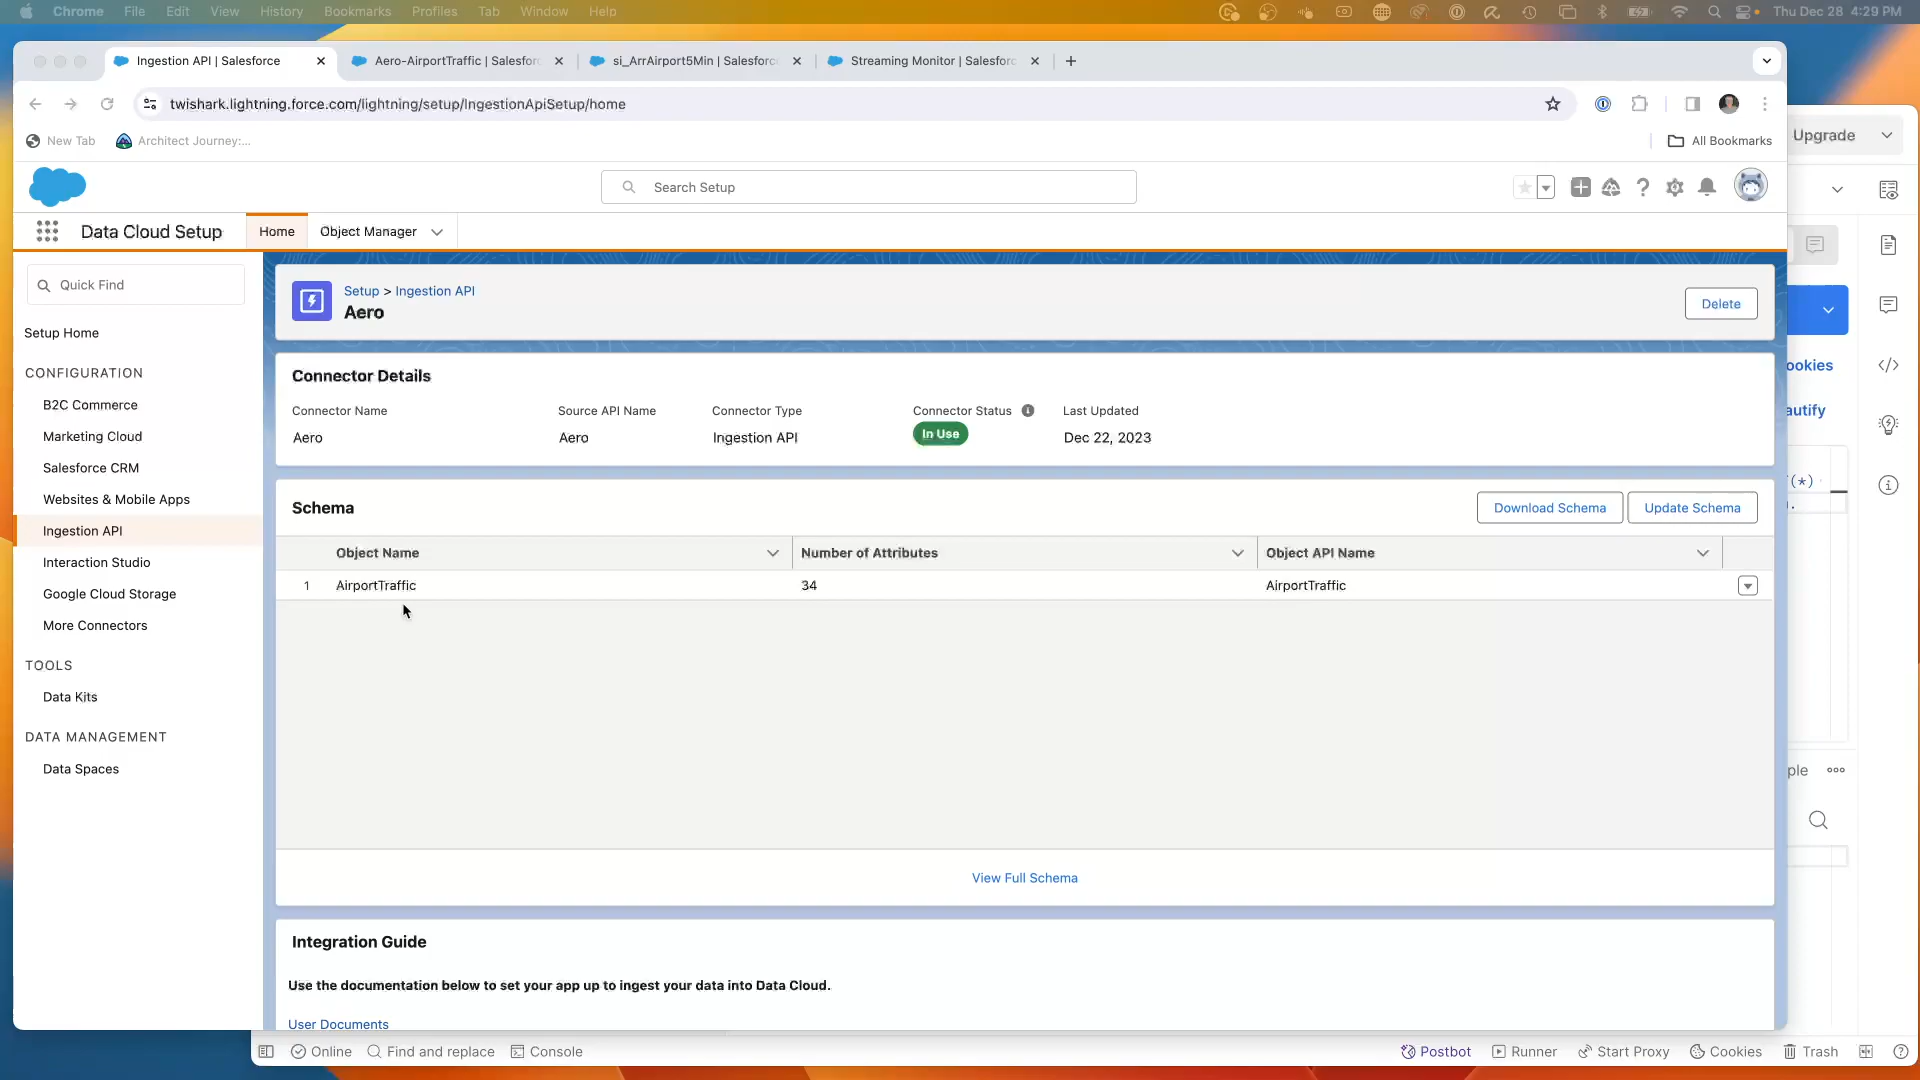 Chrome File Edit View History Bookmarks Profiles Tab Window Help Thu Dec 28 4:29 PM
Ingestion API | Salesforce
Aero-AirportTraffic | Salesfor
si_ArrAirport5Min | Salesforc
Streaming Monitor | Salesforc
twishark.lightning.force.com/lightning/setup/IngestionApiSetup/home
New Tab Architect Journey:... All Bookmarks
Upgrade
Search Setup
Data Cloud Setup Home Object Manager
Quick Find
Setup Home
CONFIGURATION
B2C Commerce
Marketing Cloud
Salesforce CRM
Websites & Mobile Apps
Ingestion API
Interaction Studio
Google Cloud Storage
More Connectors
TOOLS
Data Kits
DATA MANAGEMENT
Data Spaces
Setup > Ingestion API
Aero
Delete
Connector Details
Connector Name Source API Name Connector Type Connector Status Last Updated
Aero Aero Ingestion API In Use Dec 22, 2023
Schema Download Schema Update Schema
Object Name Number of Attributes Object API Name
1 AirportTraffic 34 AirportTraffic
View Full Schema
Integration Guide
Use the documentation below to set your app up to ingest your data into Data Cloud.
User Documents
ookies
autify
(*)
ple
Online Find and replace Console Postbot Runner Start Proxy Cookies Trash